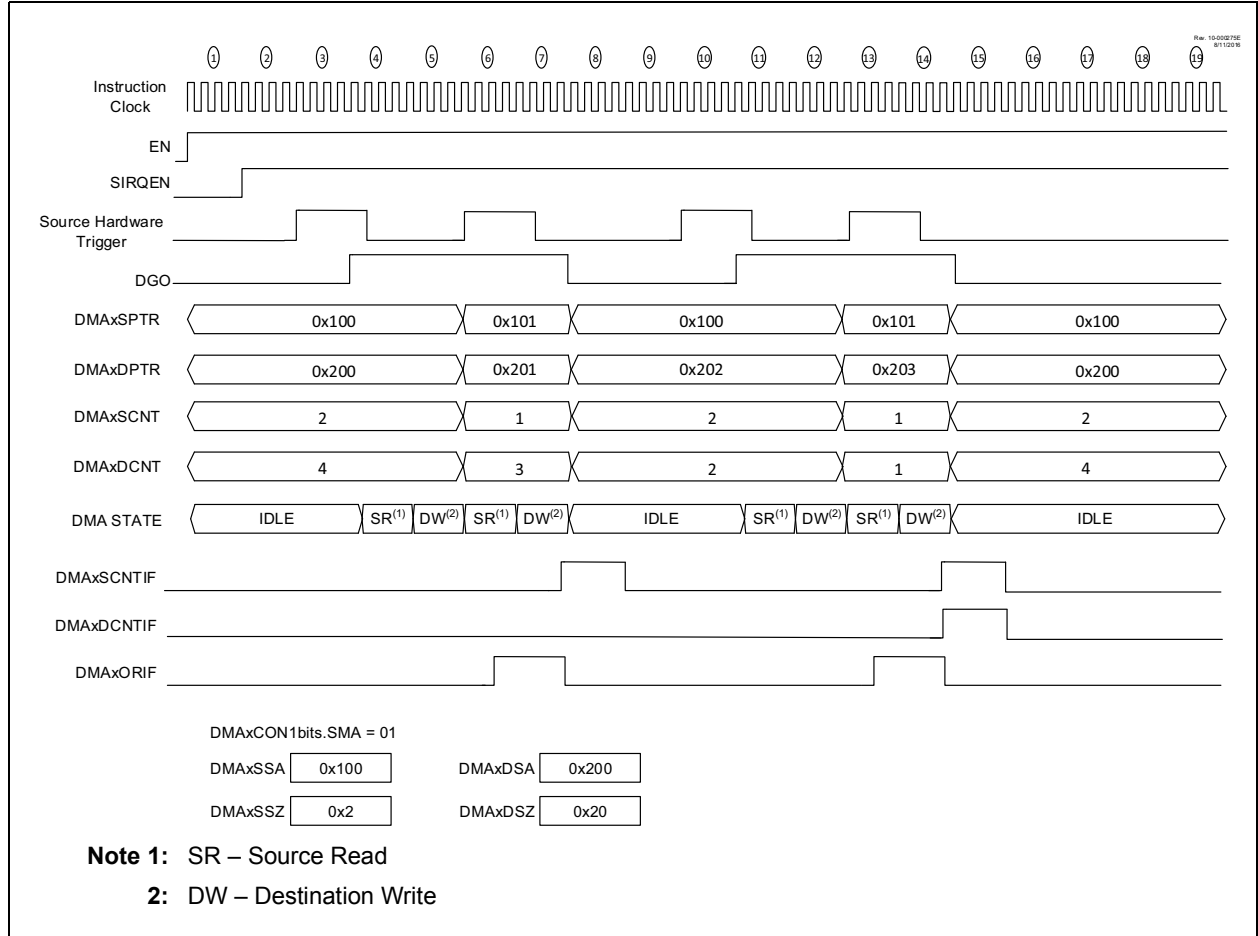 Rev. 10-000275E
8/11/2016
1 2 3 4 5 6 7 8 9 10 11 12 13 14 15 16 17 18 19
Instruction
Clock
EN
SIRQEN
Source Hardware
Trigger
DGO
DMAxSPTR 0x100 0x101 0x100 0x101 0x100
DMAxDPTR 0x200 0x201 0x202 0x203 0x200
DMAxSCNT 2 1 2 1 2
DMAxDCNT 4 3 2 1 4
DMA STATE IDLE SR(1) DW(2) SR(1) DW(2) IDLE SR(1) DW(2) SR(1) DW(2) IDLE
DMAxSCNTIF
DMAxDCNTIF
DMAxORIF
DMAxCON1bits.SMA = 01
DMAxSSA 0x100 DMAxDSA 0x200
DMAxSSZ 0x2 DMAxDSZ 0x20
Note 1: SR – Source Read
2: DW – Destination Write